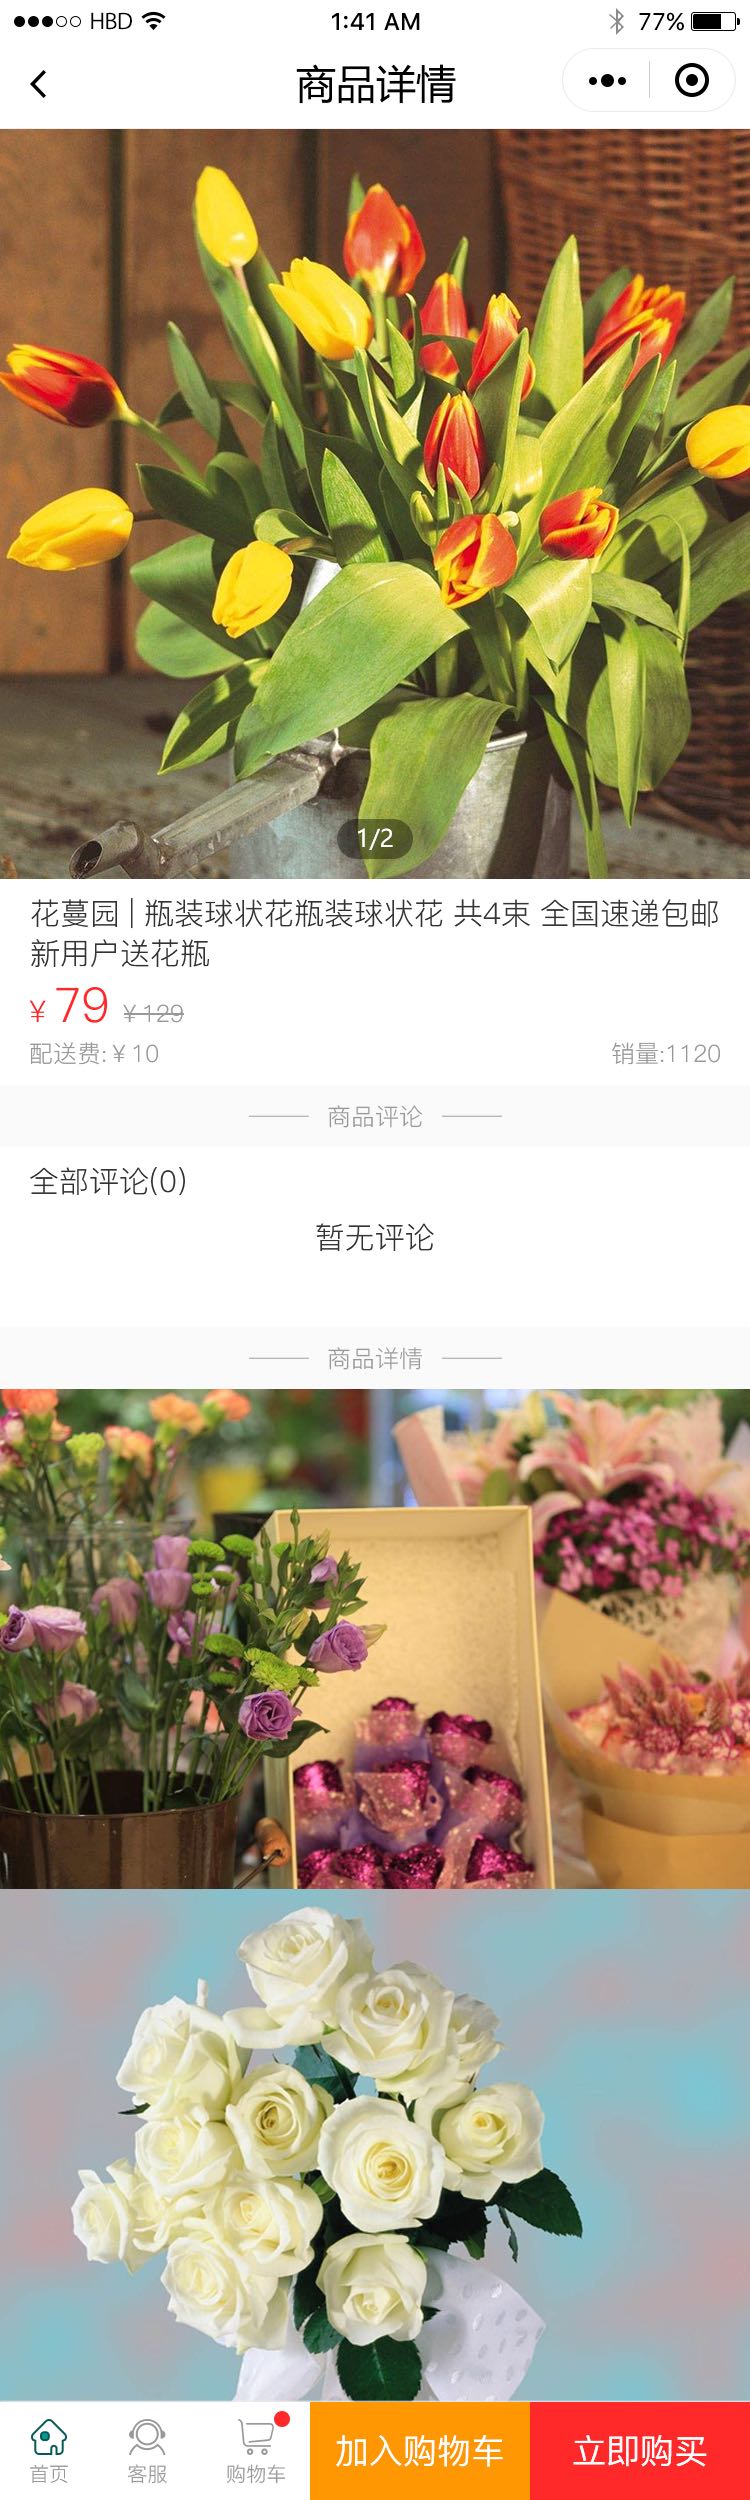 HBD 1:41 AM 77%
商品详情
1/2
花蔓园 | 瓶装球状花瓶装球状花 共4束 全国速递包邮
新用户送花瓶
¥ 79 ¥129
配送费:¥10 销量:1120
商品评论
全部评论(0)
暂无评论
商品详情
首页 客服 购物车 加入购物车 立即购买